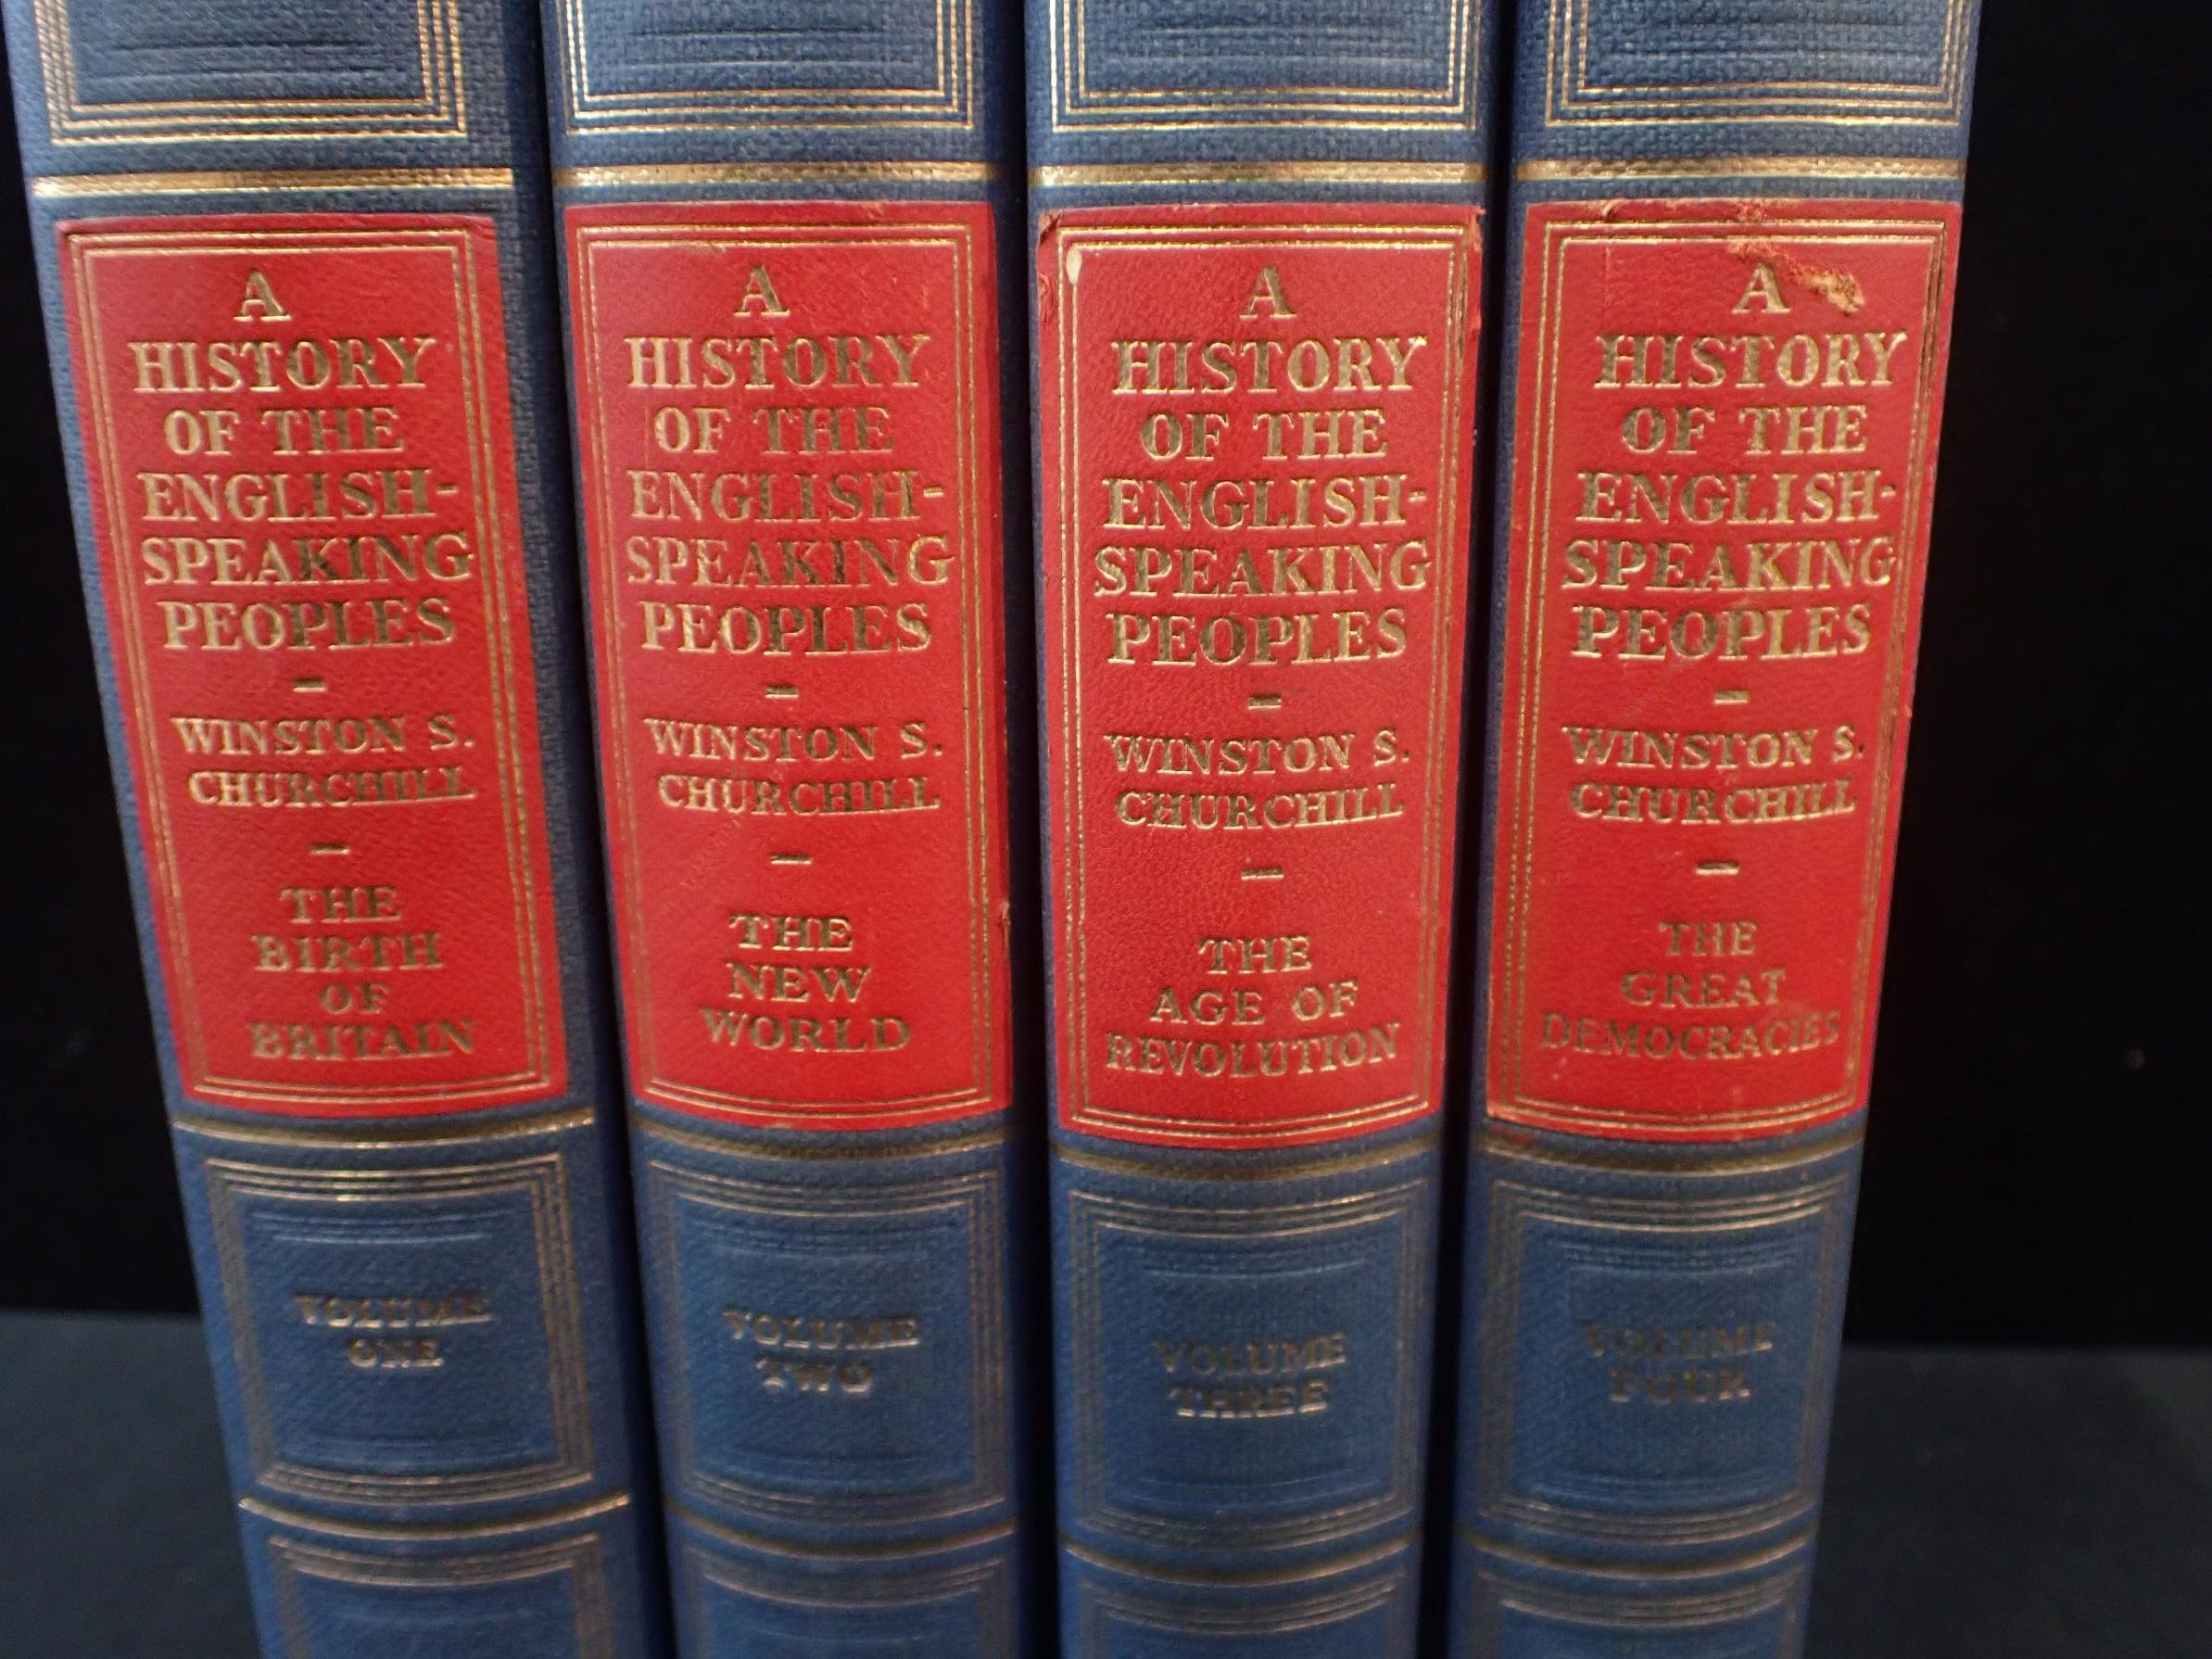 A
HISTORY
OF THE
ENGLISH-
SPEAKING
PEOPLES
–
WINSTON S.
CHURCHILL
–
THE
BIRTH
OF
BRITAIN
VOLUME
ONE
A
HISTORY
OF THE
ENGLISH-
SPEAKING
PEOPLES
–
WINSTON S.
CHURCHILL
–
THE
NEW
WORLD
VOLUME
TWO
A
HISTORY
OF THE
ENGLISH-
SPEAKING
PEOPLES
–
WINSTON S.
CHURCHILL
–
THE
AGE OF
REVOLUTION
VOLUME
THREE
A
HISTORY
OF THE
ENGLISH-
SPEAKING
PEOPLES
–
WINSTON S.
CHURCHILL
–
THE
GREAT
DEMOCRACIES
VOLUME
FOUR